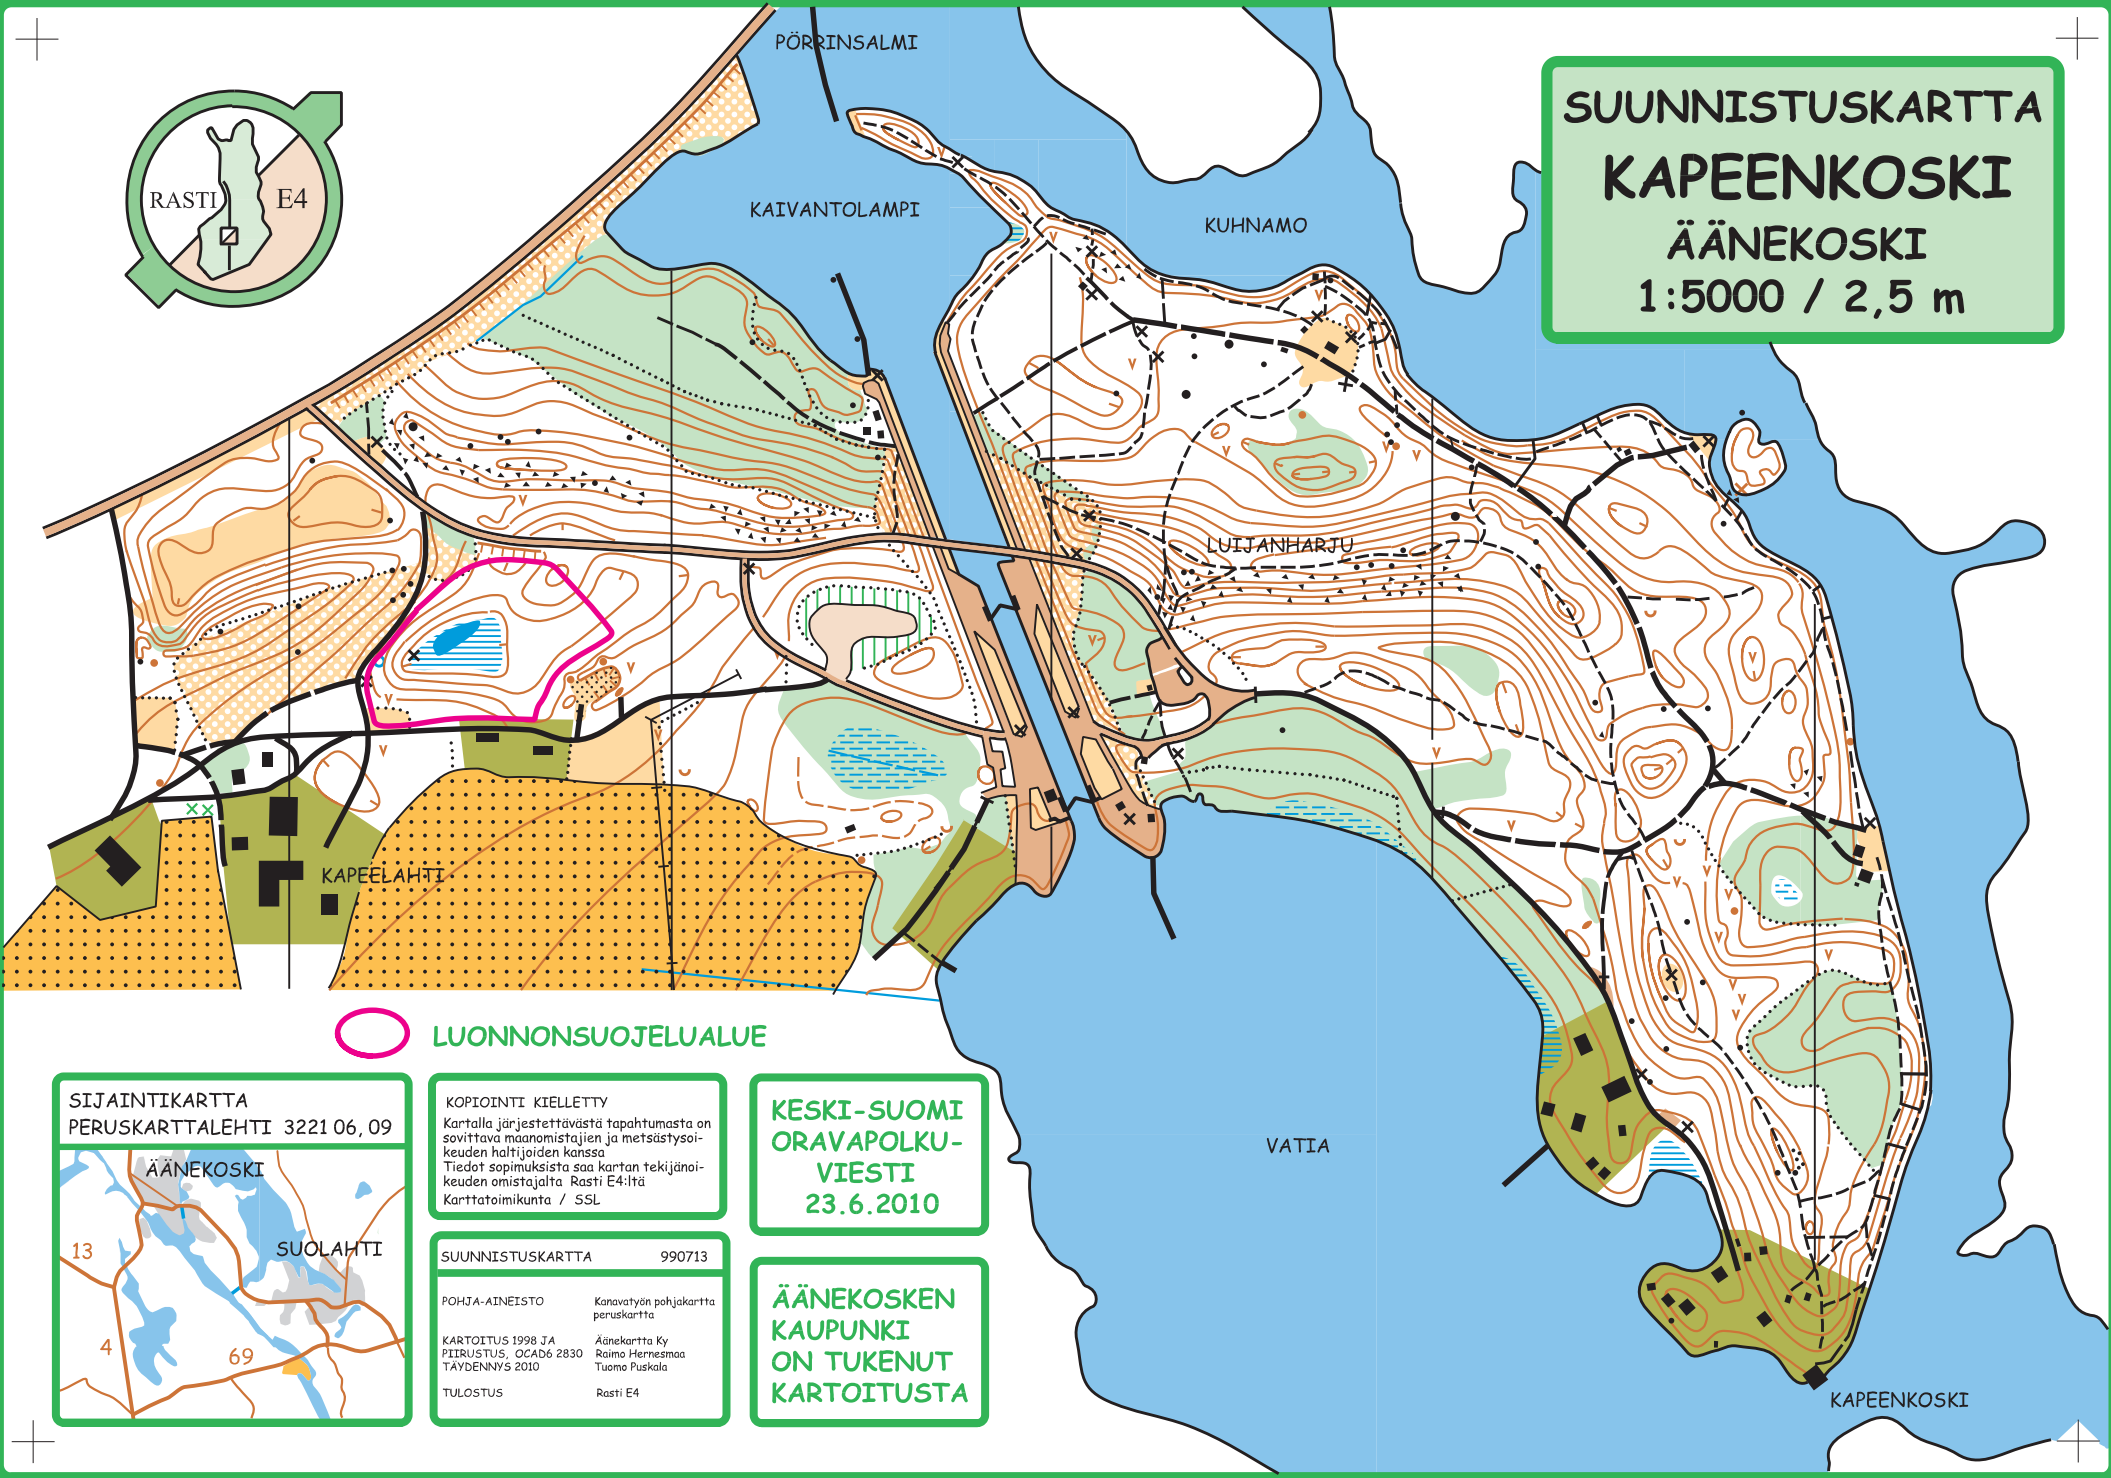 PÖRRINSALMI
SUUNNISTUSKARTTA
KAPEENKOSKI
ÄÄNEKOSKI
1:5000 / 2,5 m
RASTI E4
KAIVANTOLAMPI
KUHNAMO
LUIJANHARJU
KAPEELAHTI
LUONNONSUOJELUALUE
SIJAINTIKARTTA
PERUSKARTTALEHTI 3221 06, 09
ÄÄNEKOSKI
SUOLAHTI
13
4
69
KOPIOINTI KIELLETTY
Kartalla järjestettävästä tapahtumasta on
sovittava maanomistajien ja metsästysoi-
keuden haltijoiden kanssa
Tiedot sopimuksista saa kartan tekijänoi-
keuden omistajalta Rasti E4:ltä
Karttatoimikunta / SSL
SUUNNISTUSKARTTA 990713
POHJA-AINEISTO Kanavatyön pohjakartta
peruskartta
KARTOITUS 1998 JA Äänekartta Ky
PIIRUSTUS, OCAD6 2830 Raimo Hernesmaa
TÄYDENNYS 2010 Tuomo Puskala
TULOSTUS Rasti E4
KESKI-SUOMI
ORAVAPOLKU-
VIESTI
23.6.2010
ÄÄNEKOSKEN
KAUPUNKI
ON TUKENUT
KARTOITUSTA
VATIA
KAPEENKOSKI